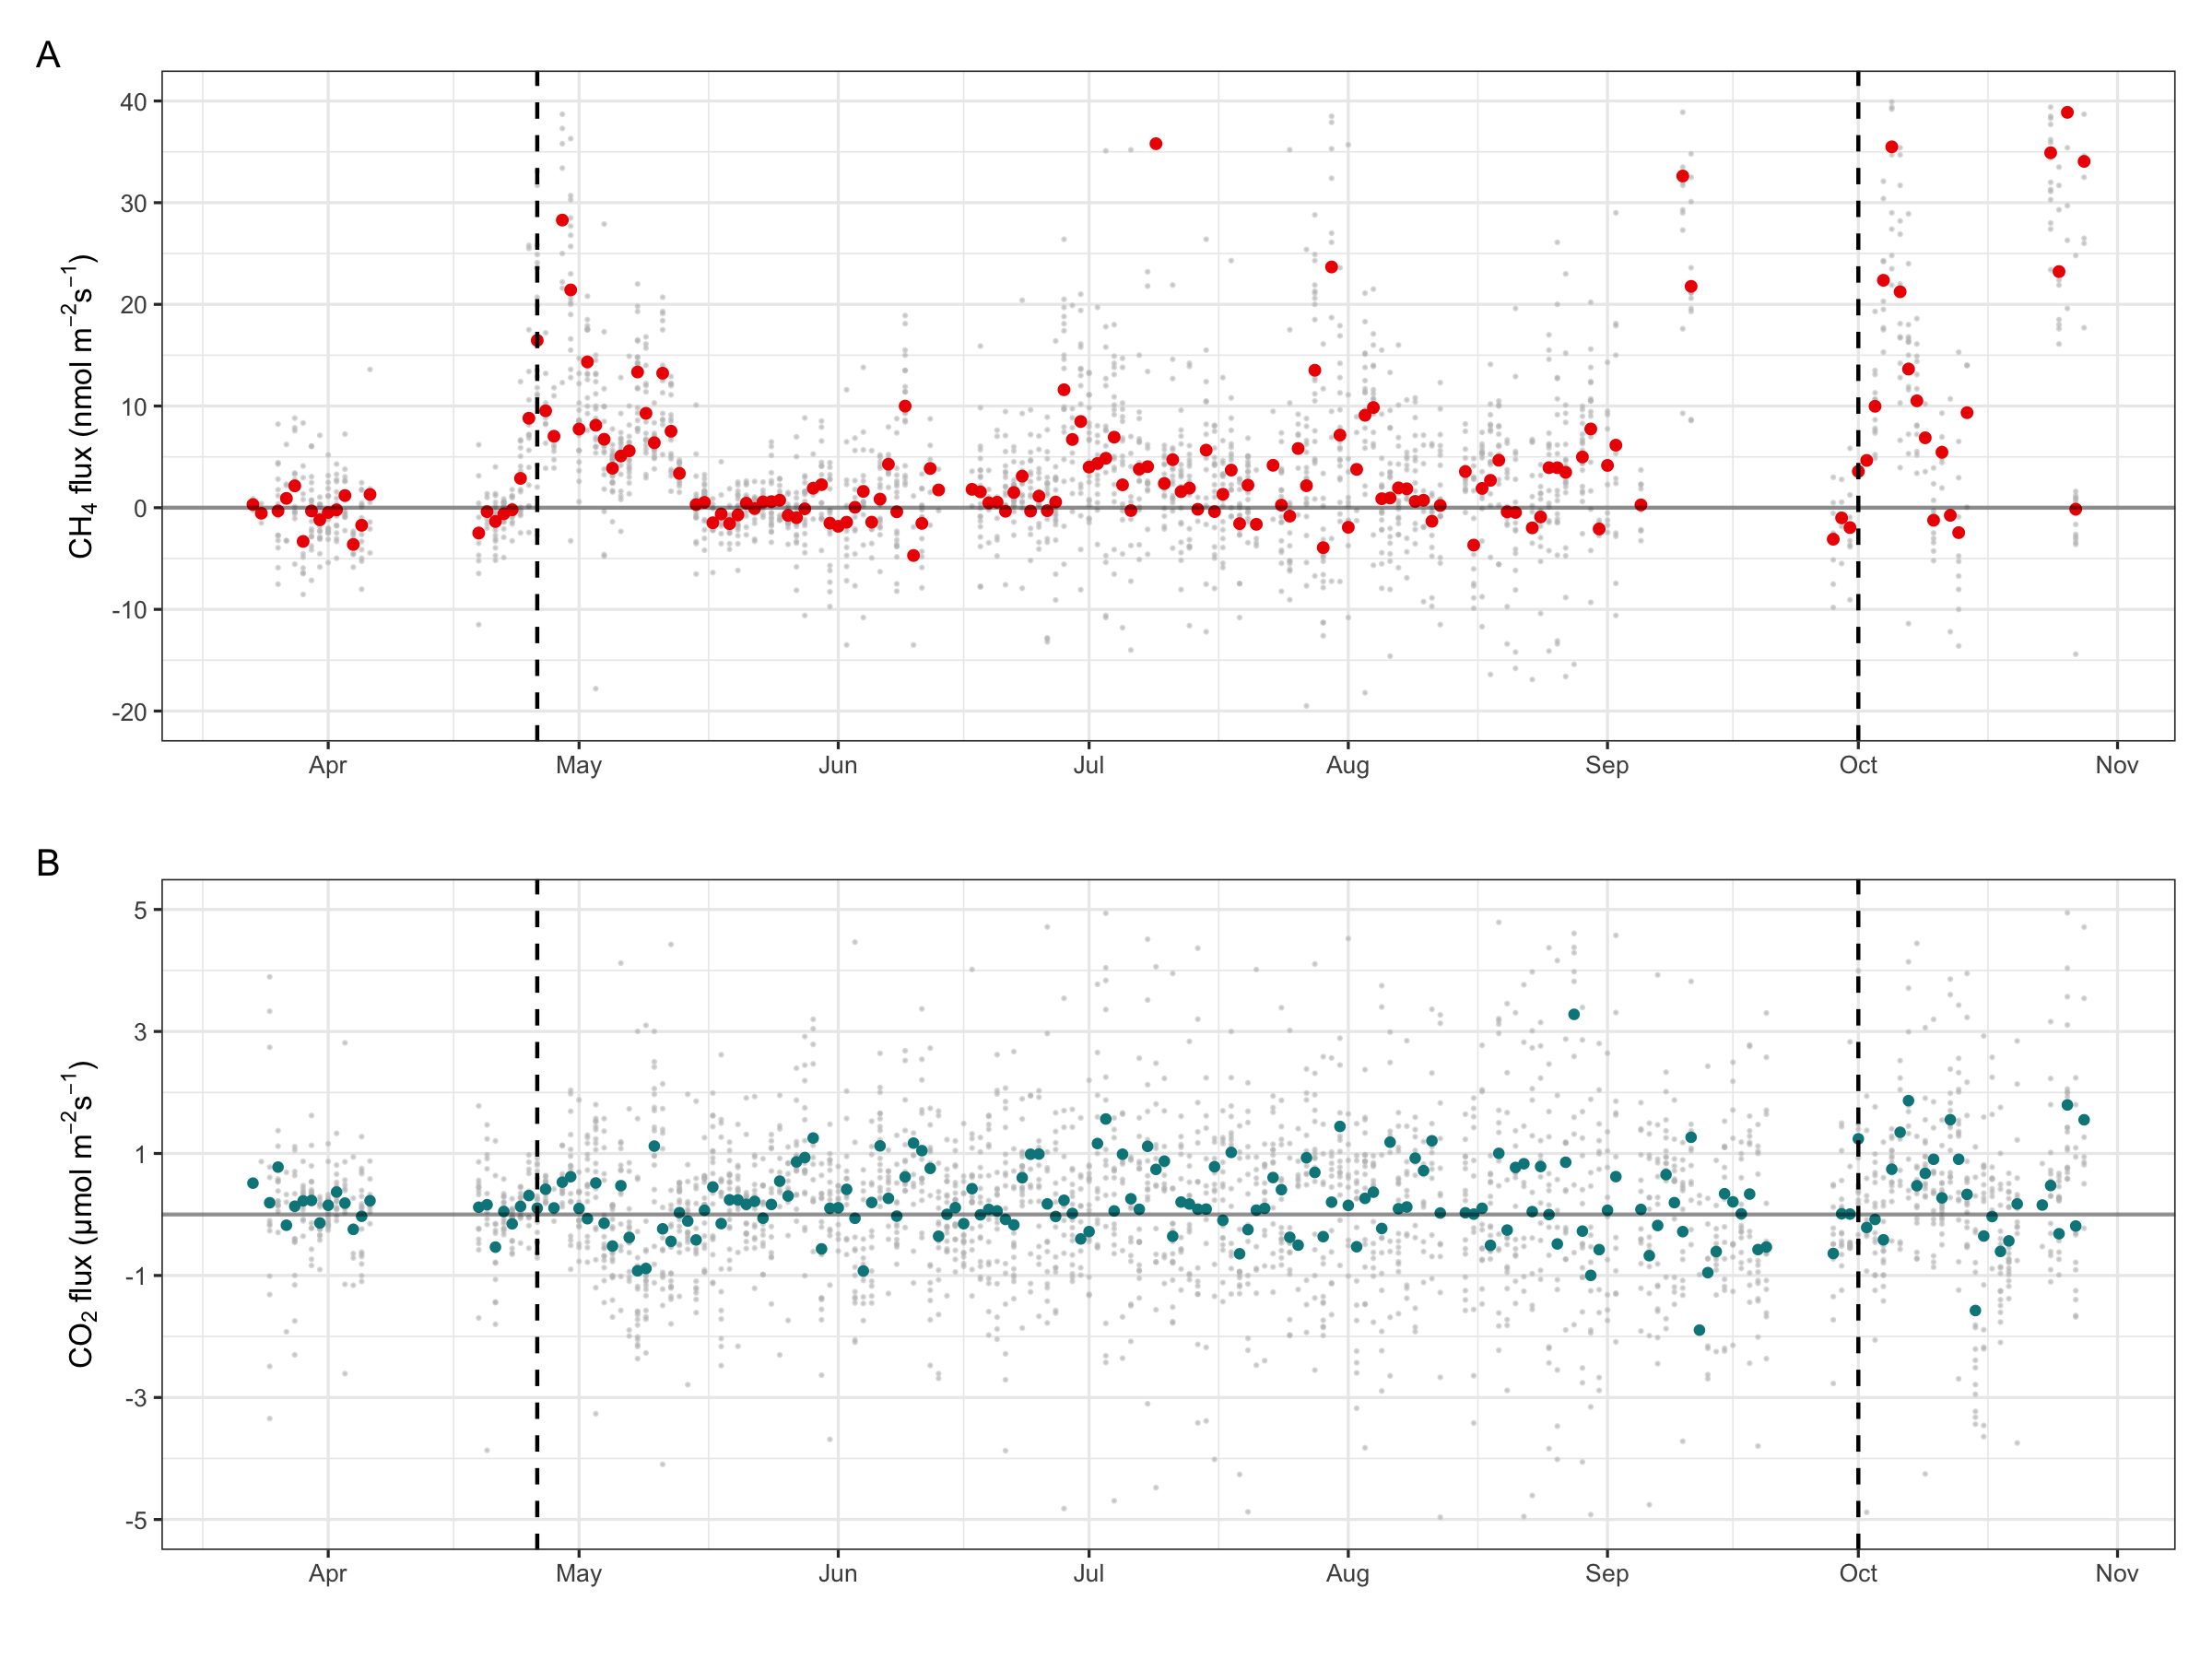 A
CH₄ flux (nmol m⁻²s⁻¹)
40
30
20
10
0
-10
-20
Apr May Jun Jul Aug Sep Oct Nov
B
CO₂ flux (µmol m⁻²s⁻¹)
5
3
1
-1
-3
-5
Apr May Jun Jul Aug Sep Oct Nov